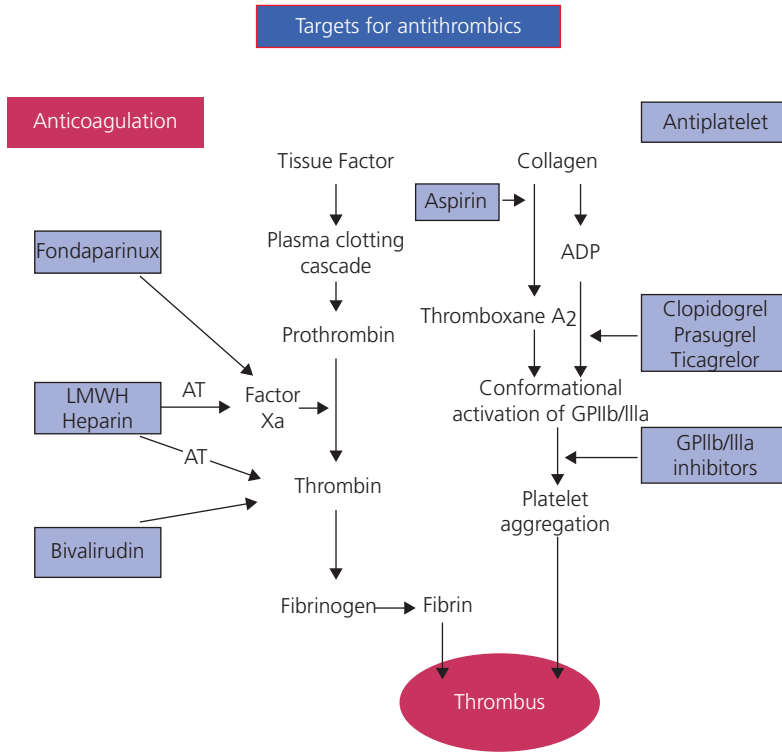 Targets for antithrombics
Anticoagulation
Antiplatelet
Tissue Factor
Collagen
Aspirin
Fondaparinux
Plasma clotting
cascade
ADP
Prothrombin
Thromboxane A2
Clopidogrel
Prasugrel
Ticagrelor
LMWH
Heparin
AT
Factor
Xa
Conformational
activation of GPIIb/IIIa
AT
GPIIb/IIIa
inhibitors
Thrombin
Platelet
aggregation
Bivalirudin
Fibrinogen
Fibrin
Thrombus